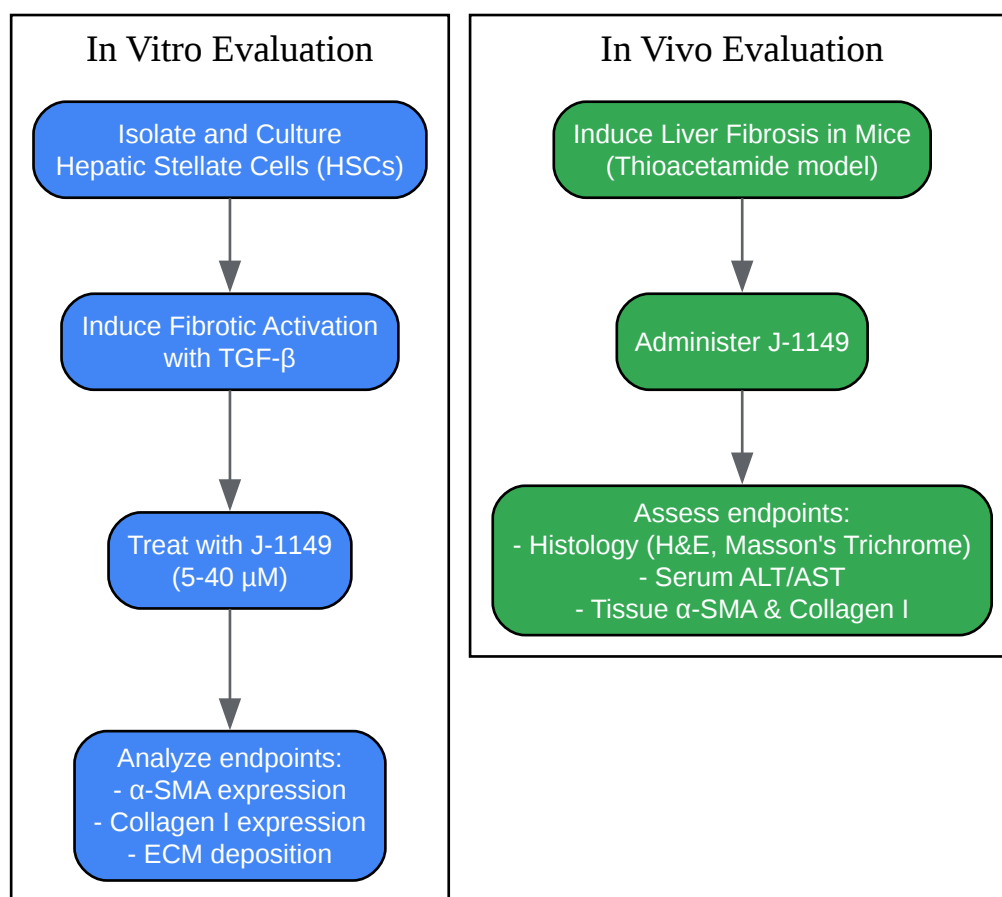 In Vitro Evaluation
Isolate and Culture
Hepatic Stellate Cells (HSCs)
Induce Fibrotic Activation
with TGF-β
Treat with J-1149
(5-40 µM)
Analyze endpoints:
- α-SMA expression
- Collagen I expression
- ECM deposition
In Vivo Evaluation
Induce Liver Fibrosis in Mice
(Thioacetamide model)
Administer J-1149
Assess endpoints:
- Histology (H&E, Masson's Trichrome)
- Serum ALT/AST
- Tissue α-SMA & Collagen I